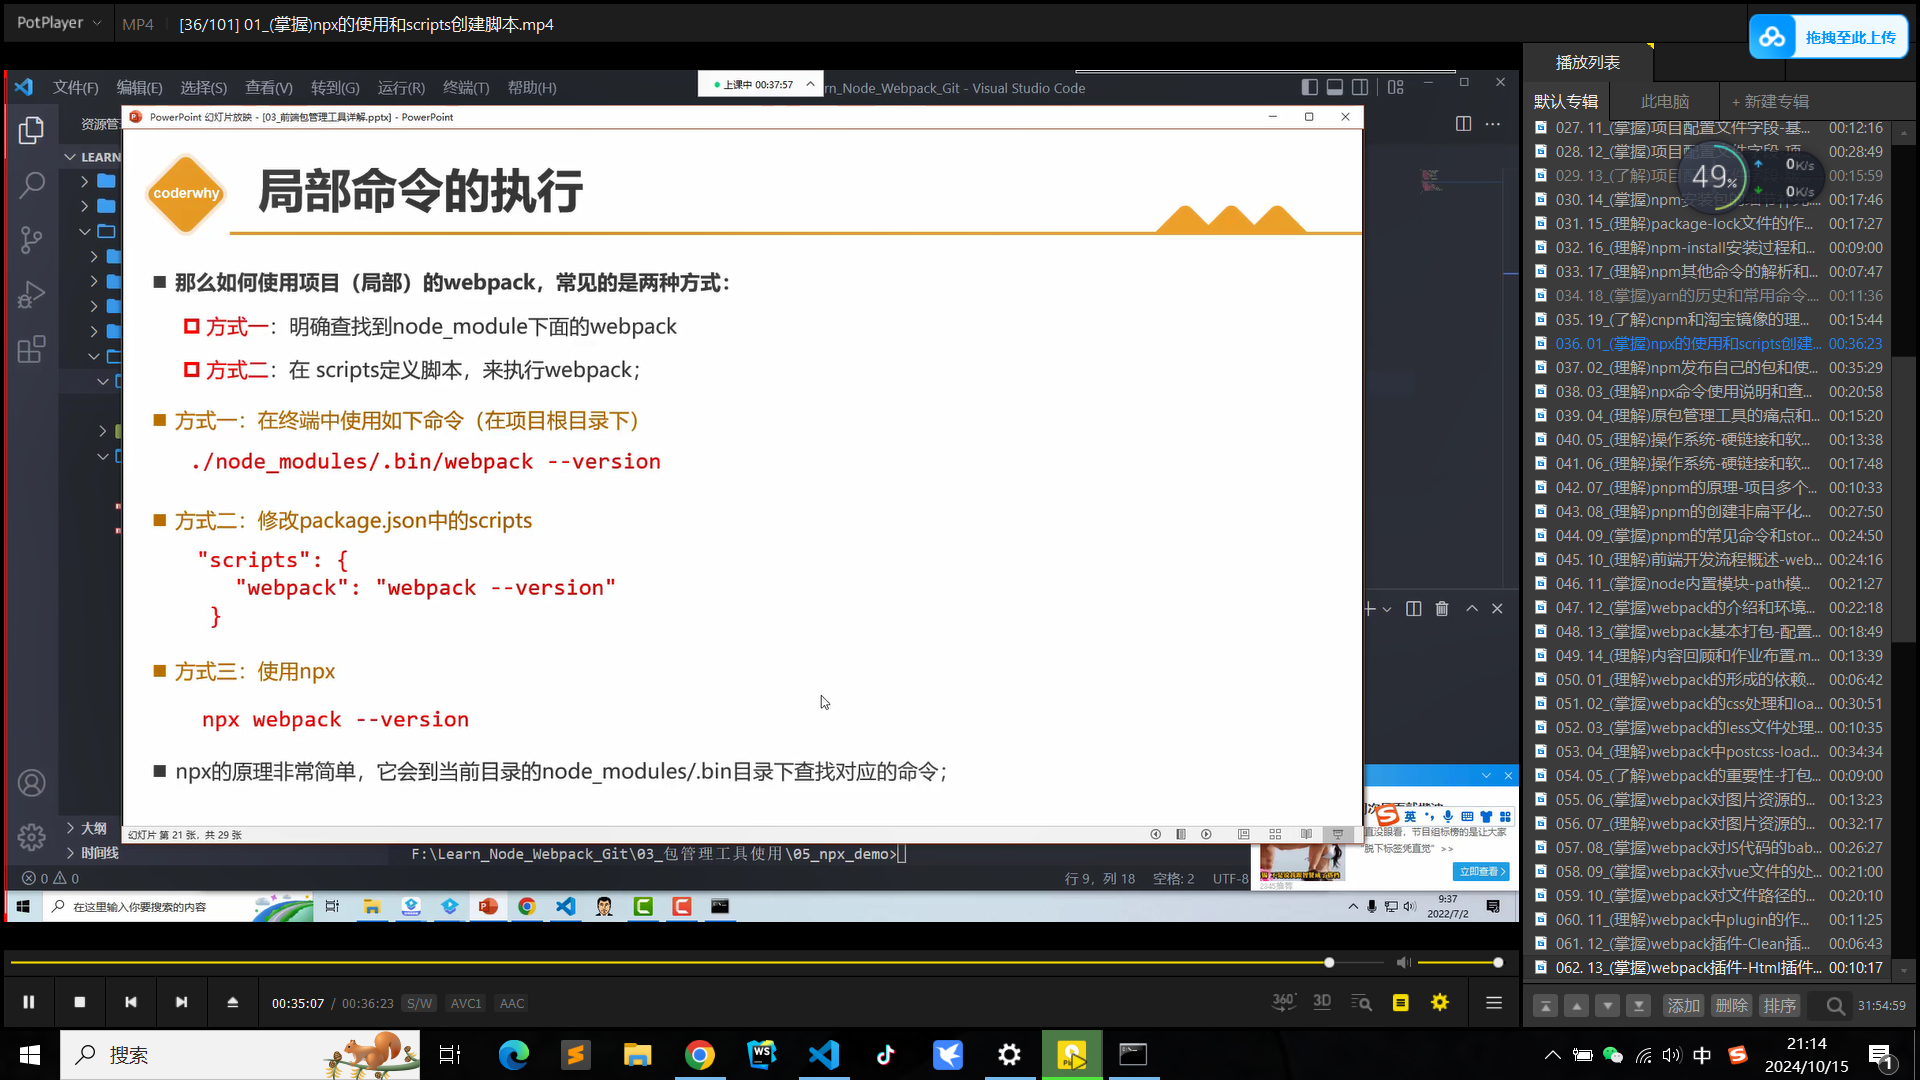 PotPlayer
MP4
[36/101] 01_(掌握)npx的使用和scripts创建脚本.mp4
拖拽至此上传
文件(F) 编辑(E) 选择(S) 查看(V) 转到(G) 运行(R) 终端(T) 帮助(H)
上课中 00:37:57
rn_Node_Webpack_Git - Visual Studio Code
资源管
LEARN
PowerPoint 幻灯片放映 - [03_前端包管理工具详解.pptx] - PowerPoint
coderwhy
局部命令的执行
那么如何使用项目（局部）的webpack，常见的是两种方式：
方式一：明确查找到node_module下面的webpack
方式二：在 scripts定义脚本，来执行webpack；
方式一：在终端中使用如下命令（在项目根目录下）
./node_modules/.bin/webpack --version
方式二：修改package.json中的scripts
"scripts": {
"webpack": "webpack --version"
}
方式三：使用npx
npx webpack --version
npx的原理非常简单，它会到当前目录的node_modules/.bin目录下查找对应的命令；
幻灯片 第 21 张，共 29 张
大纲
时间线
F:\Learn_Node_Webpack_Git\03_包管理工具使用\05_npx_demo>
0 0
行 9，列 18 空格: 2 UTF-8
英
直没眼看，节目组标榜的是让大家
"脱下标签凭直觉" >>
立即查看
2345推荐
在这里输入你要搜索的内容
9:37
2022/7/2
播放列表
默认专辑 此电脑 + 新建专辑
027. 11_(掌握)项目配置文件字段-基... 00:12:16
028. 12_(掌握)项目配置文件字段-项... 00:28:49
029. 13_(了解)项目 00:15:59
030. 14_(掌握)npm安装包 00:17:46
031. 15_(理解)package-lock文件的作... 00:17:27
032. 16_(理解)npm-install安装过程和... 00:09:00
033. 17_(理解)npm其他命令的解析和... 00:07:47
034. 18_(掌握)yarn的历史和常用命令... 00:11:36
035. 19_(了解)cnpm和淘宝镜像的理... 00:15:44
036. 01_(掌握)npx的使用和scripts创建... 00:36:23
037. 02_(理解)npm发布自己的包和使... 00:35:29
038. 03_(理解)npx命令使用说明和查... 00:20:58
039. 04_(理解)原包管理工具的痛点和... 00:15:20
040. 05_(理解)操作系统-硬链接和软... 00:13:38
041. 06_(理解)操作系统-硬链接和软... 00:17:48
042. 07_(理解)pnpm的原理-项目多个... 00:10:33
043. 08_(理解)pnpm的创建非扁平化... 00:27:50
044. 09_(掌握)pnpm的常见命令和stor... 00:24:50
045. 10_(理解)前端开发流程概述-web... 00:24:16
046. 11_(掌握)node内置模块-path模... 00:21:27
047. 12_(掌握)webpack的介绍和环境... 00:22:18
048. 13_(掌握)webpack基本打包-配置... 00:18:49
049. 14_(理解)内容回顾和作业布置.m... 00:13:39
050. 01_(理解)webpack的形成的依赖... 00:06:42
051. 02_(掌握)webpack的css处理和loa... 00:30:51
052. 03_(掌握)webpack的less文件处理... 00:10:35
053. 04_(理解)webpack中postcss-load... 00:34:34
054. 05_(了解)webpack的重要性-打包... 00:09:00
055. 06_(掌握)webpack对图片资源的... 00:13:23
056. 07_(理解)webpack对图片资源的... 00:32:17
057. 08_(掌握)webpack对JS代码的bab... 00:26:27
058. 09_(掌握)webpack对vue文件的处... 00:21:00
059. 10_(掌握)webpack对文件路径的... 00:20:10
060. 11_(理解)webpack中plugin的作... 00:11:25
061. 12_(掌握)webpack插件-Clean插... 00:06:43
062. 13_(掌握)webpack插件-Html插件... 00:10:17
49%
0K/s
0K/s
添加 删除 排序 31:54:59
00:35:07 / 00:36:23 S/W AVC1 AAC
360° 3D
搜索
WS
中
21:14
2024/10/15
1